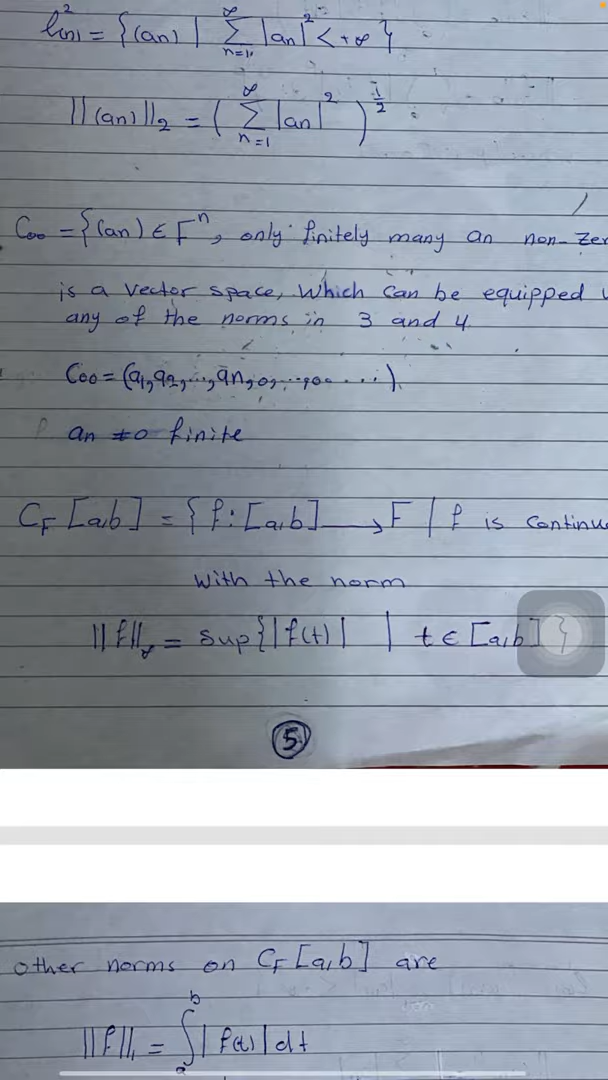 l²(ℕ) = {(an) | ∑_{n=1}^{∞} |an|² < +∞}
||(an)||₂ = (∑_{n=1}^{∞} |an|²)^{1/2}
C₀₀ = {(an) ∈ Fⁿ, only finitely many an non-zer
is a vector space, which can be equipped
any of the norms in 3 and 4
C₀₀ = (a₁, a₂, ..., an, 0, ... 0 ... ...).
an ≠ 0 finite
C_F [a,b] = { f: [a,b] → F | f is continu
with the norm
||f||_∞ = sup{|f(t)| | t ∈ [a,b]}
5
other norms on C_F [a,b] are
||f||₁ = ∫_a^b |f(t)| dt